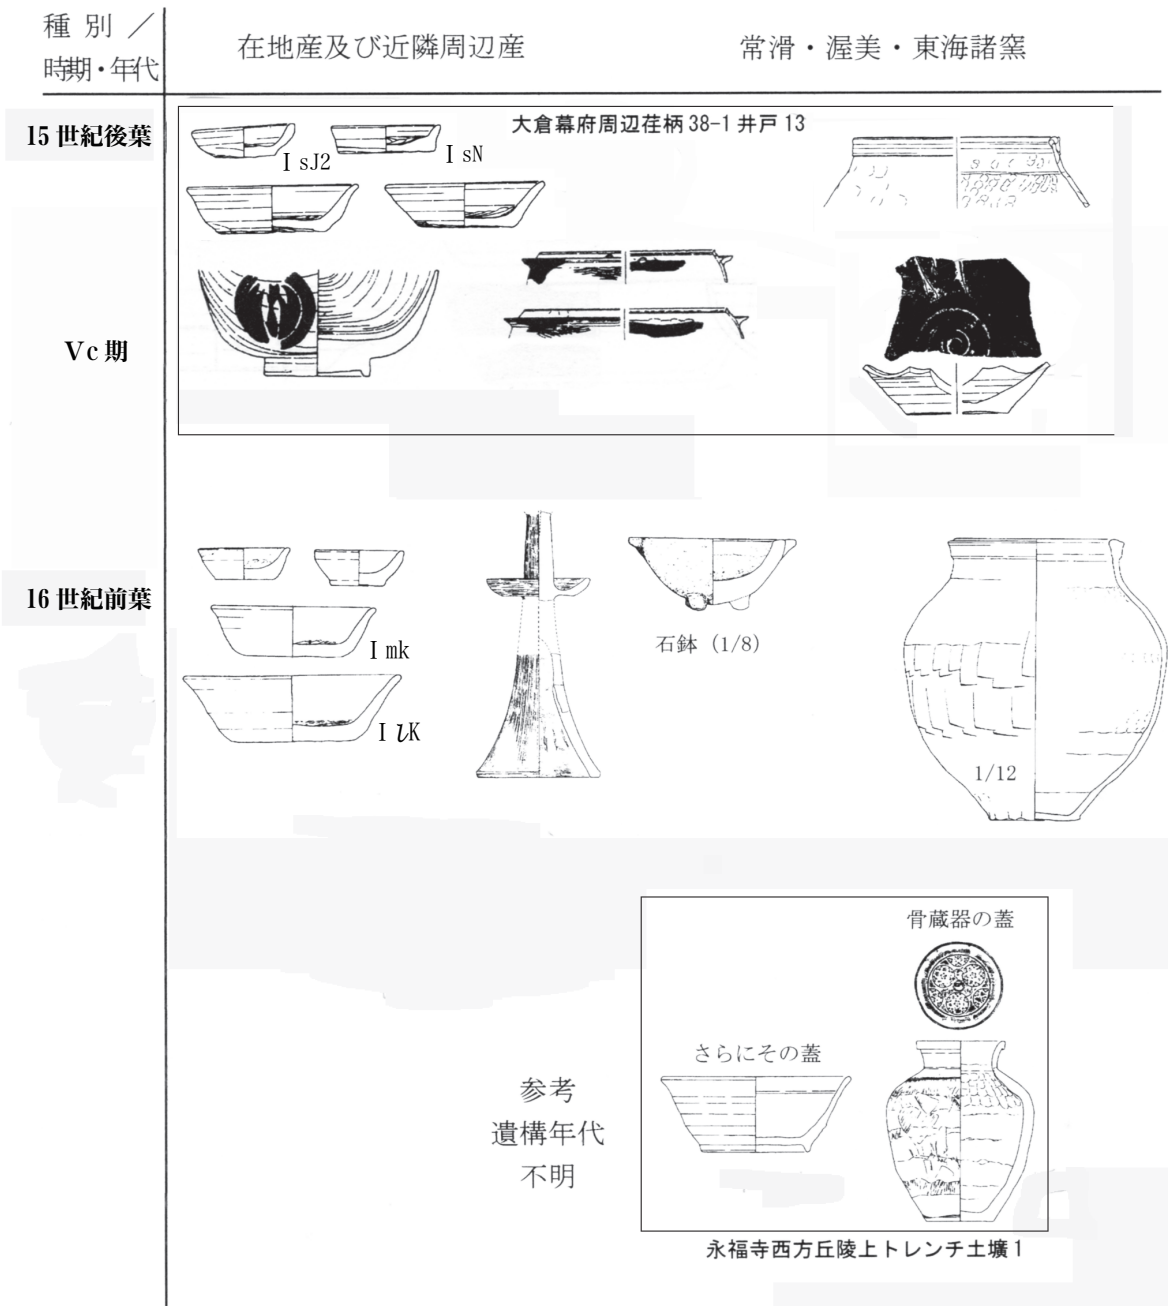 種 別 ／
時期・年代
在地産及び近隣周辺産
常滑・渥美・東海諸窯
15 世紀後葉
大倉幕府周辺荏柄 38-1 井戸 13
Ⅰ sJ2
Ⅰ sN
Ⅴc 期
16 世紀前葉
Ⅰ mk
Ⅰ lK
石鉢（1/8）
1/12
骨蔵器の蓋
さらにその蓋
参考
遺構年代
不明
永福寺西方丘陵上トレンチ土壙 1